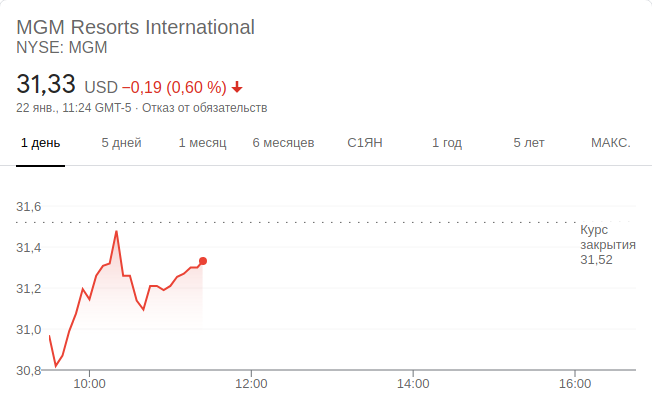 MGM Resorts International
NYSE: MGM
31,33 USD −0,19 (0,60 %)
22 янв., 11:24 GMT-5 · Отказ от обязательств
1 день 5 дней 1 месяц 6 месяцев С1ЯН 1 год 5 лет МАКС.
31,6
31,4
31,2
31,0
30,8
Курс
закрытия
31,52
10:00 12:00 14:00 16:00